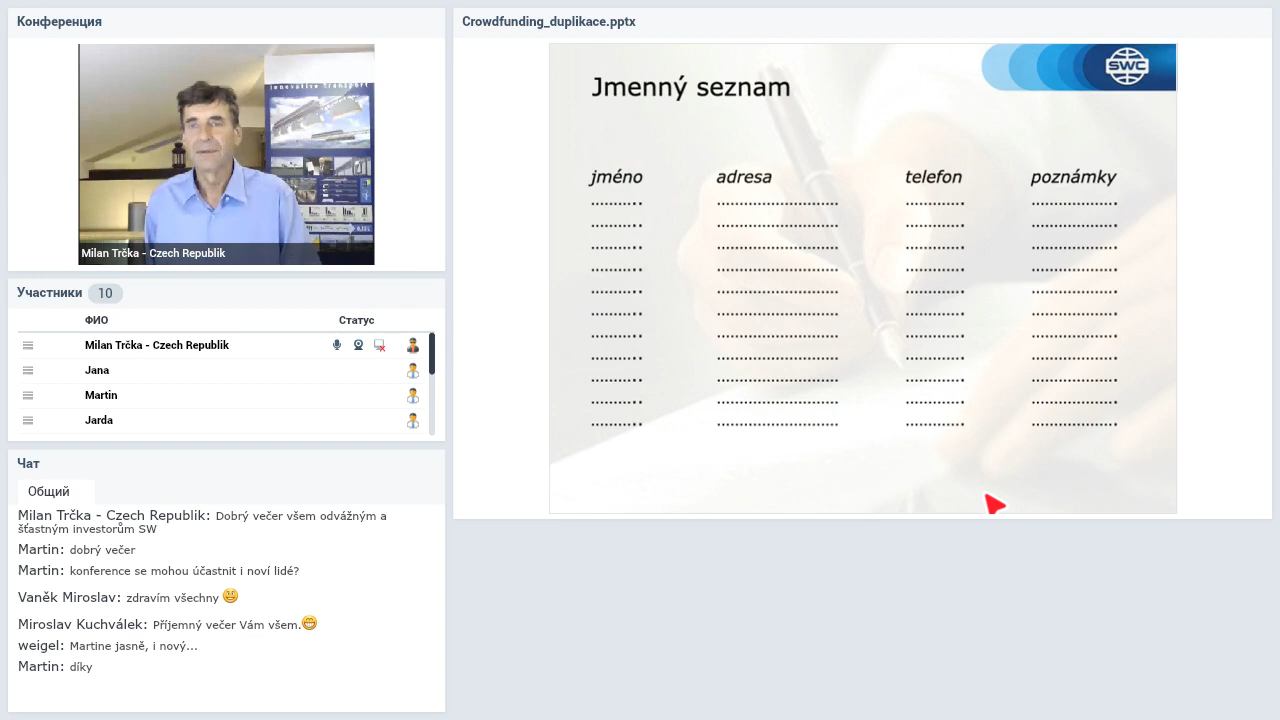 Конференция
innovative transport
Milan Trčka - Czech Republik
Участники 10
ФИО Статус
Milan Trčka - Czech Republik
Jana
Martin
Jarda
Чат
Общий
Milan Trčka - Czech Republik: Dobrý večer všem odvážným a
šťastným investorům SW
Martin: dobrý večer
Martin: konference se mohou účastnit i noví lidé?
Vaněk Miroslav: zdravím všechny
Miroslav Kuchválek: Příjemný večer Vám všem.
weigel: Martine jasně, i nový...
Martin: díky
Crowdfunding_duplikace.pptx
SWC
Jmenný seznam
jméno adresa telefon poznámky